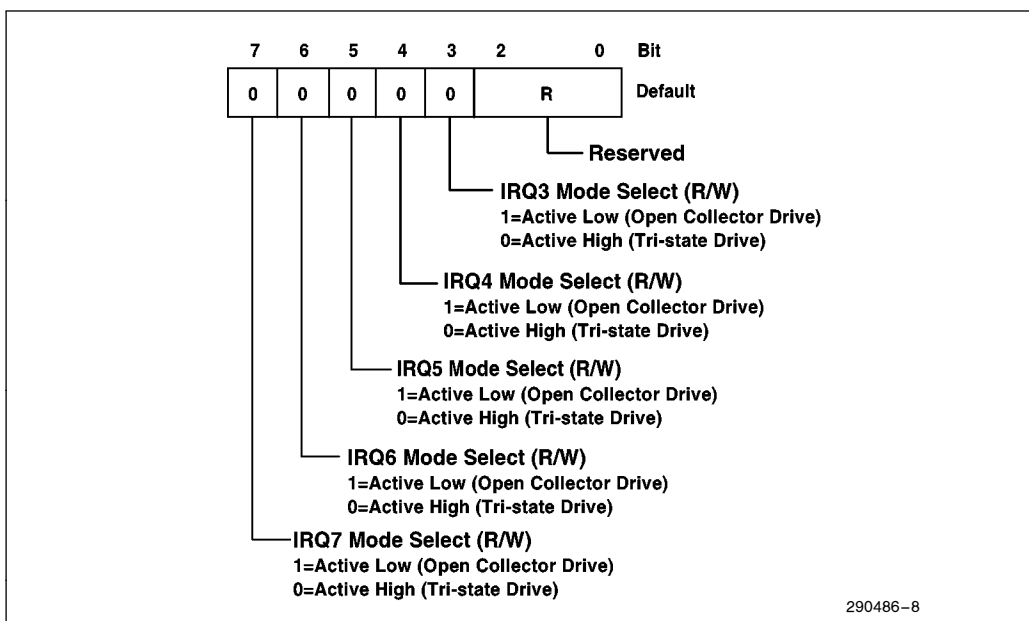 7 6 5 4 3 2 0 Bit
0 0 0 0 0 R Default
Reserved
IRQ3 Mode Select (R/W)
1=Active Low (Open Collector Drive)
0=Active High (Tri-state Drive)
IRQ4 Mode Select (R/W)
1=Active Low (Open Collector Drive)
0=Active High (Tri-state Drive)
IRQ5 Mode Select (R/W)
1=Active Low (Open Collector Drive)
0=Active High (Tri-state Drive)
IRQ6 Mode Select (R/W)
1=Active Low (Open Collector Drive)
0=Active High (Tri-state Drive)
IRQ7 Mode Select (R/W)
1=Active Low (Open Collector Drive)
0=Active High (Tri-state Drive)
290486–8